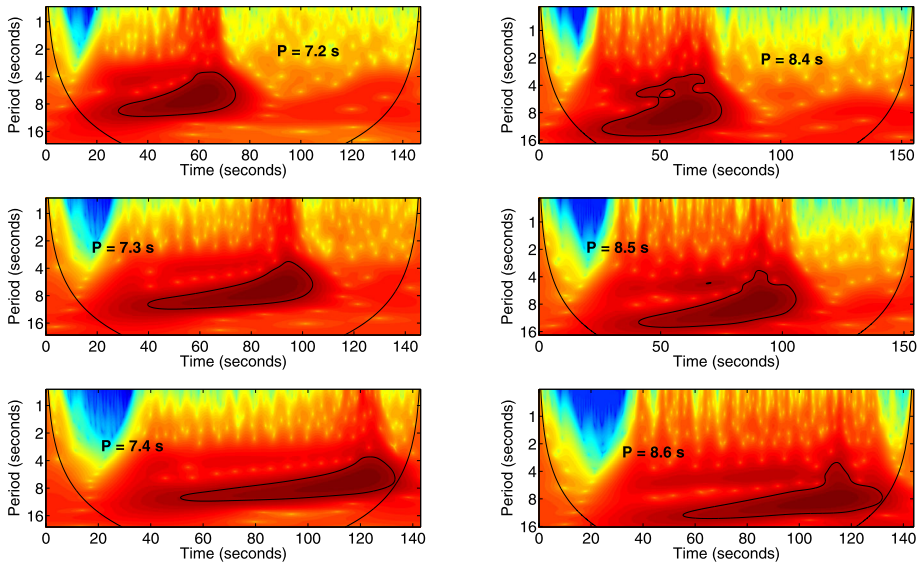 Period (seconds)
1
2
4
8
16
P = 7.2 s
0 20 40 60 80 100 120 140
Time (seconds)
Period (seconds)
1
2
4
8
16
P = 8.4 s
0 50 100 150
Time (seconds)
Period (seconds)
1
2
4
8
16
P = 7.3 s
0 20 40 60 80 100 120 140
Time (seconds)
Period (seconds)
1
2
4
8
16
P = 8.5 s
0 50 100 150
Time (seconds)
Period (seconds)
1
2
4
8
16
P = 7.4 s
0 20 40 60 80 100 120 140
Time (seconds)
Period (seconds)
1
2
4
8
16
P = 8.6 s
0 20 40 60 80 100 120 140
Time (seconds)